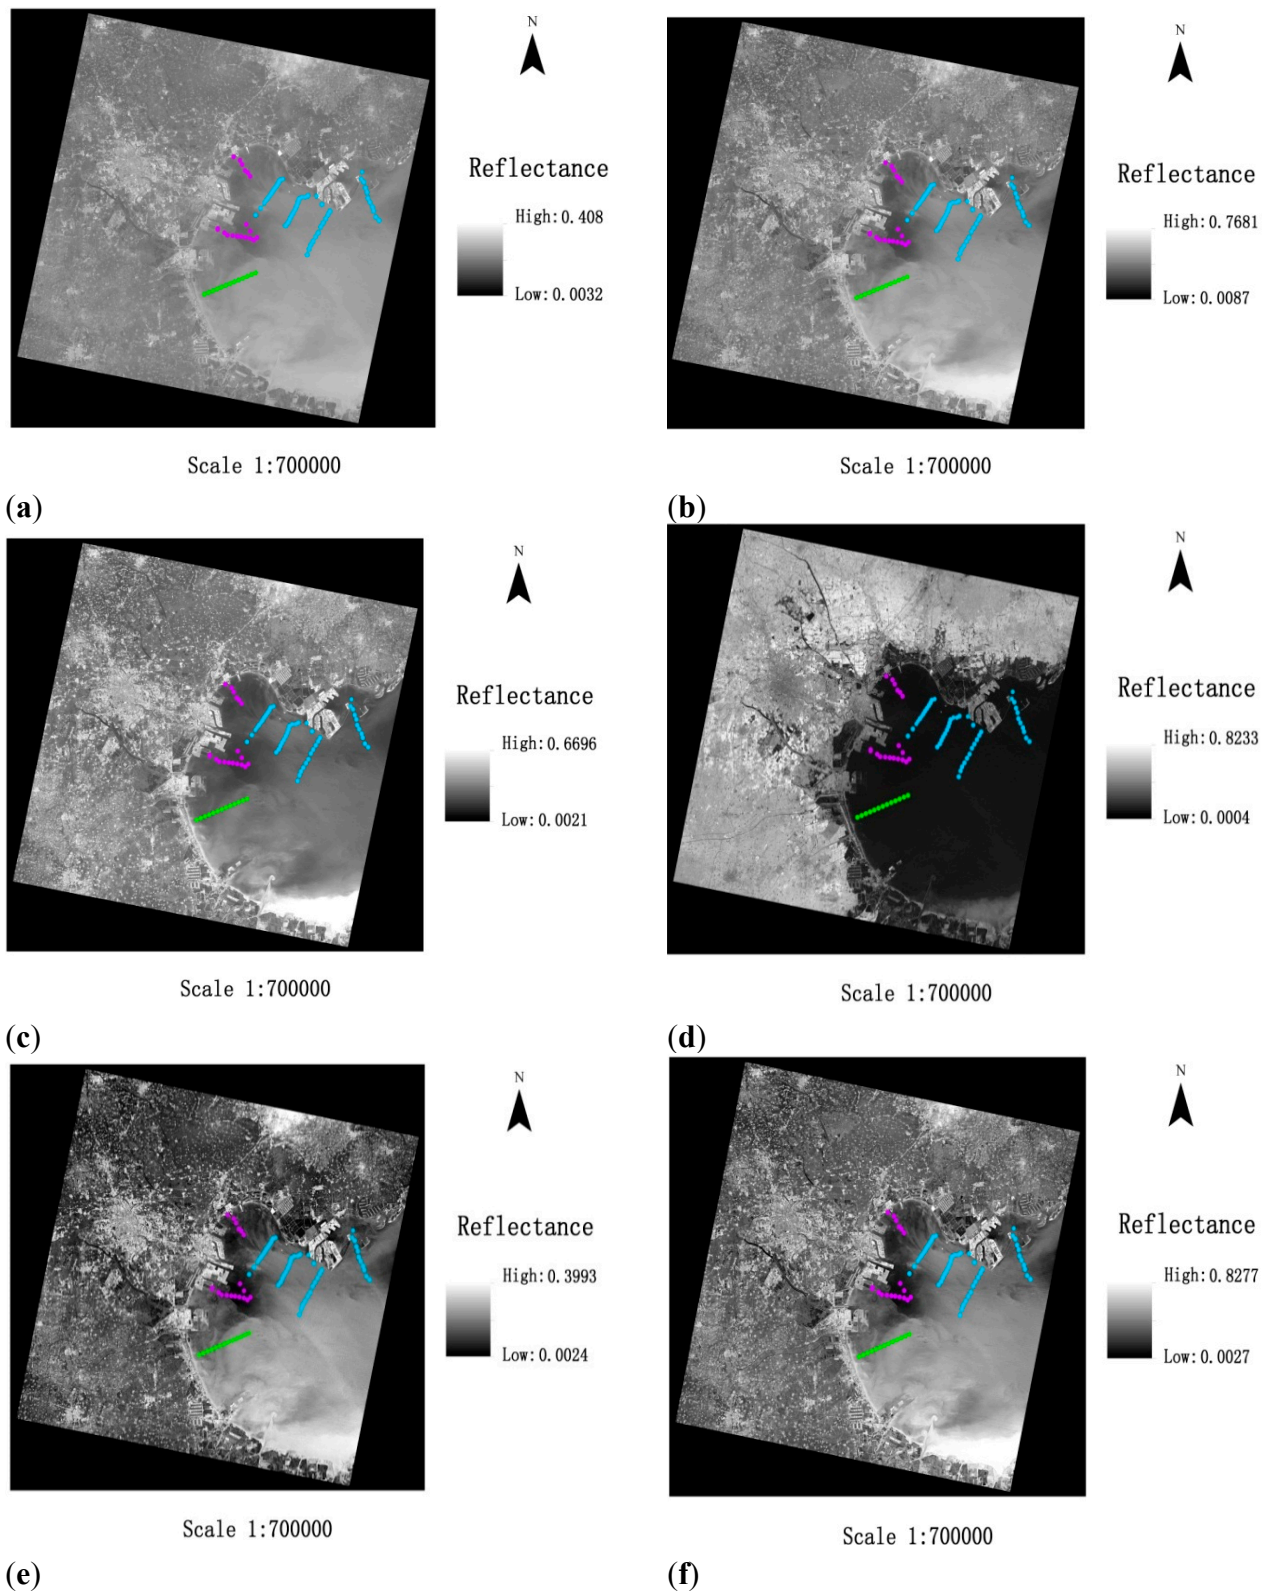 N
Reflectance
High: 0.408
Low: 0.0032
Scale 1:700000
(a)
N
Reflectance
High: 0.7681
Low: 0.0087
Scale 1:700000
(b)
N
Reflectance
High: 0.6696
Low: 0.0021
Scale 1:700000
(c)
N
Reflectance
High: 0.8233
Low: 0.0004
Scale 1:700000
(d)
N
Reflectance
High: 0.3993
Low: 0.0024
Scale 1:700000
(e)
N
Reflectance
High: 0.8277
Low: 0.0027
Scale 1:700000
(f)